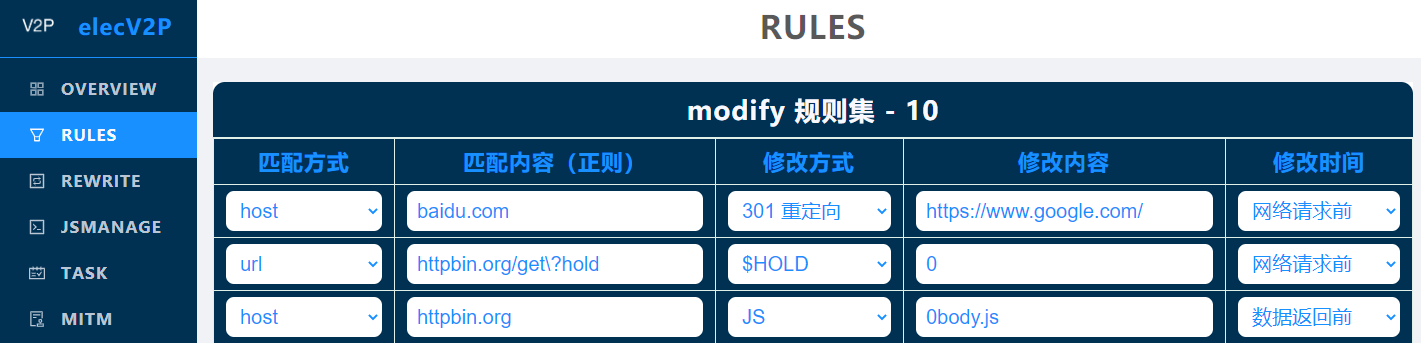 V2P elecV2P
OVERVIEW
RULES
REWRITE
JSMANAGE
TASK
MITM
RULES
modify 规则集 - 10
匹配方式 匹配内容（正则） 修改方式 修改内容 修改时间
host baidu.com 301 重定向 https://www.google.com/ 网络请求前
url httpbin.org/get\?hold $HOLD 0 网络请求前
host httpbin.org JS 0body.js 数据返回前